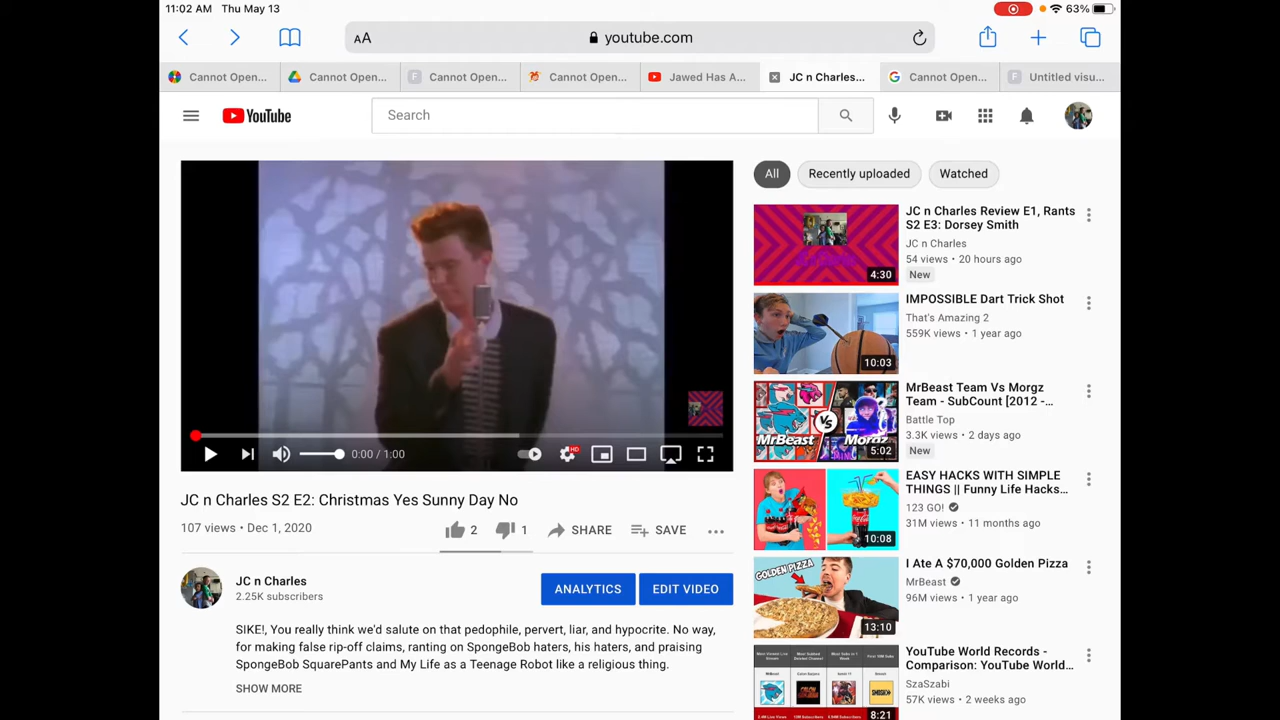 11:02 AM Thu May 13
63%
AA
youtube.com
Cannot Open...
Cannot Open...
Cannot Open...
Cannot Open...
Jawed Has A...
JC n Charles...
Cannot Open...
Untitled visu...
YouTube
Search
All
Recently uploaded
Watched
0:00 / 1:00
HD
JC n Charles S2 E2: Christmas Yes Sunny Day No
107 views • Dec 1, 2020
2
1
SHARE
SAVE
JC n Charles
2.25K subscribers
ANALYTICS
EDIT VIDEO
SIKE!, You really think we'd salute on that pedophile, pervert, liar, and hypocrite. No way,
for making false rip-off claims, ranting on SpongeBob haters, his haters, and praising
SpongeBob SquarePants and My Life as a Teenage Robot like a religious thing.
SHOW MORE
4:30
JC n Charles Review E1, Rants
S2 E3: Dorsey Smith
JC n Charles
54 views • 20 hours ago
New
10:03
IMPOSSIBLE Dart Trick Shot
That's Amazing 2
559K views • 1 year ago
MrBeast
VS
Morgz
5:02
MrBeast Team Vs Morgz
Team - SubCount [2012 -...
Battle Top
3.3K views • 2 days ago
New
10:08
EASY HACKS WITH SIMPLE
THINGS || Funny Life Hacks...
123 GO!
31M views • 11 months ago
GOLDEN PIZZA
13:10
I Ate A $70,000 Golden Pizza
MrBeast
96M views • 1 year ago
8:21
YouTube World Records -
Comparison: YouTube World...
SzaSzabi
57K views • 2 weeks ago